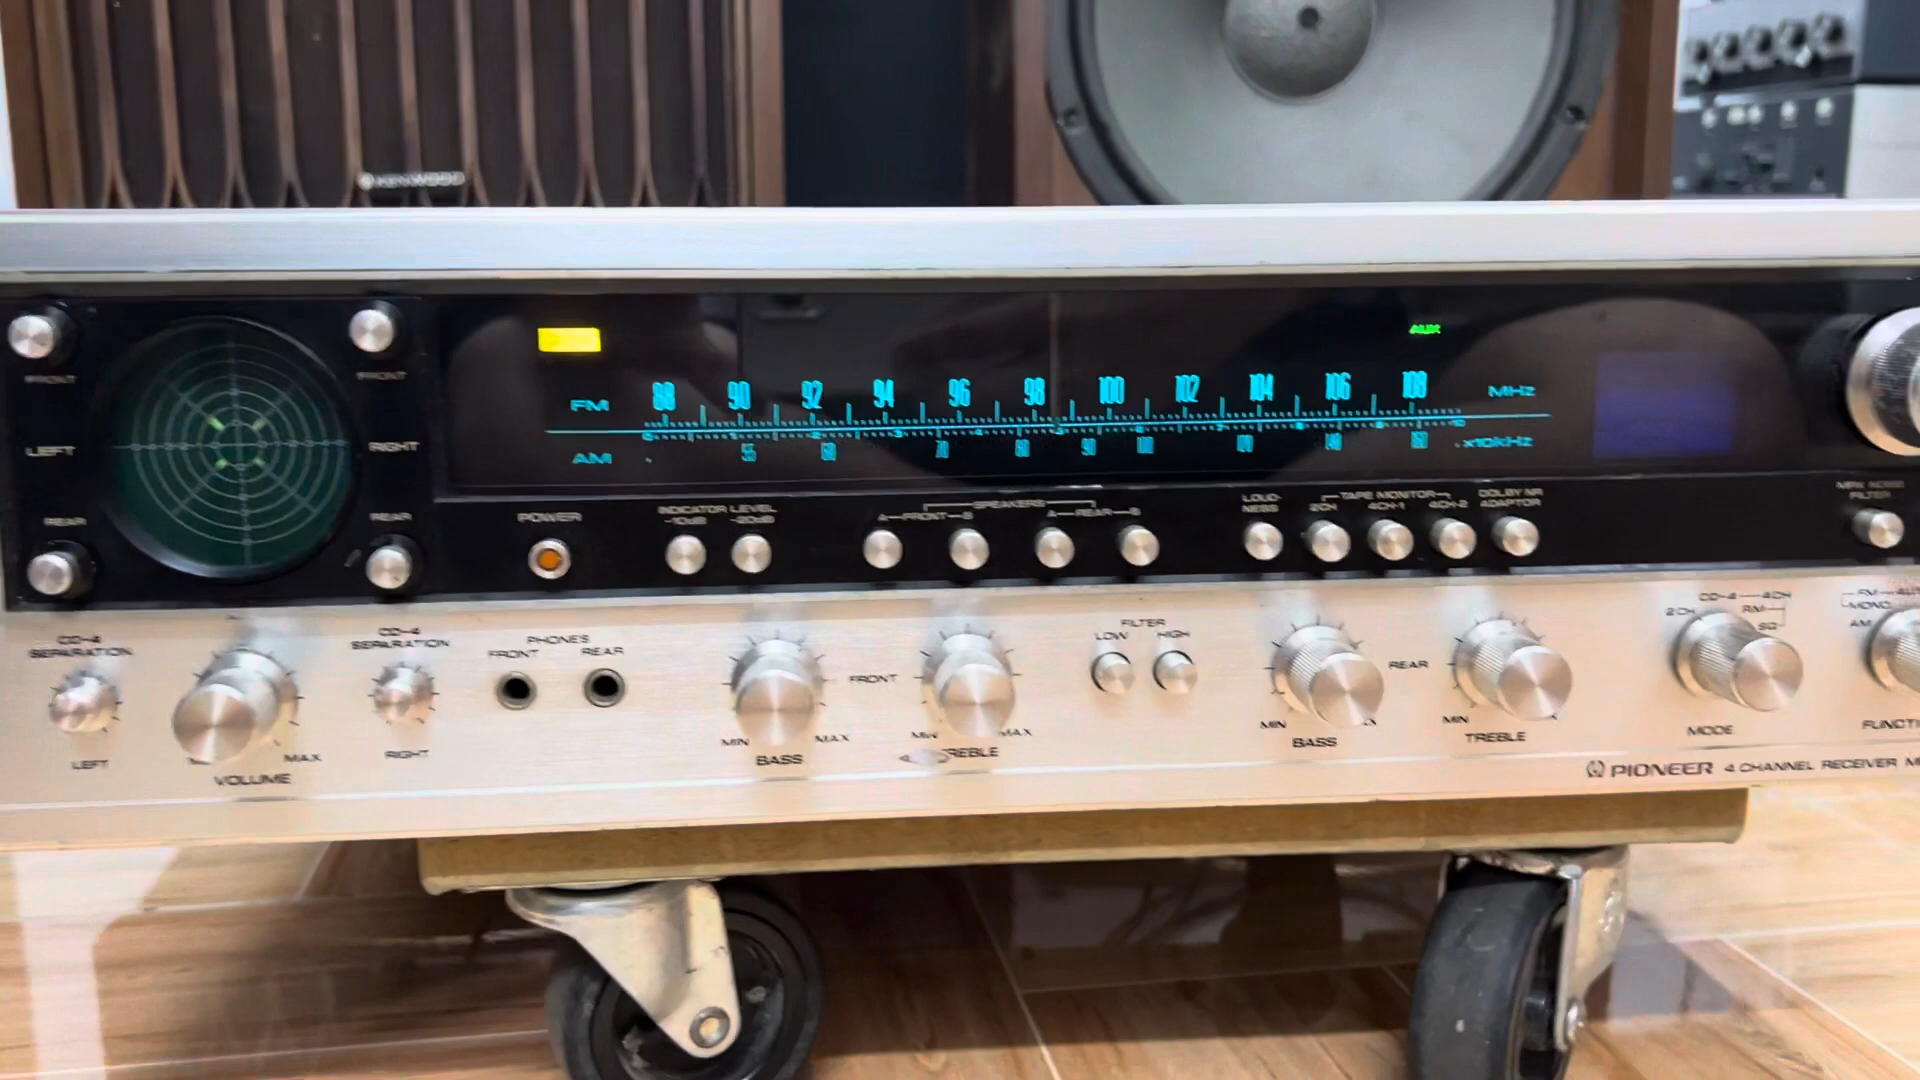 KENWOOD
FRONT
FRONT
LEFT
RIGHT
REAR
REAR
AUX
88 90 92 94 96 98 100 102 104 106 108
FM
MHz
AM
55 60 70 80 90 100 120 140 160
x10kHz
POWER
INDICATOR LEVEL
-10dB -20dB
SPEAKERS
A—FRONT—B
A—REAR—B
LOUD-
NESS
TAPE MONITOR
2CH 4CH-1 4CH-2
DOLBY NR
ADAPTOR
MPX NOISE
FILTER
CD-4
SEPARATION
LEFT
VOLUME
MAX
CD-4
SEPARATION
RIGHT
PHONES
FRONT REAR
MIN MAX
BASS
FRONT
MIN MAX
TREBLE
FILTER
LOW HIGH
MIN
BASS
REAR
MIN
TREBLE
CD-4—4CH
2CH RM
SQ
MODE
FM—AU
MONO
AM
FUNCTI
PIONEER 4 CHANNEL RECEIVER M